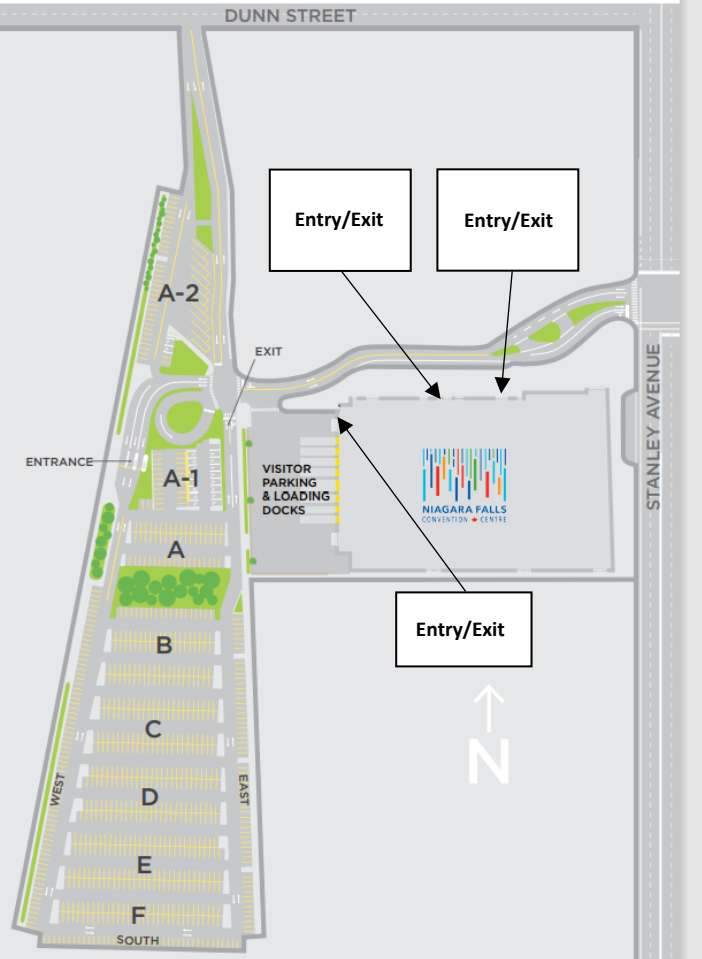 DUNN STREET
Entry/Exit
Entry/Exit
A-2
EXIT
STANLEY AVENUE
ENTRANCE
A-1
VISITOR
PARKING
& LOADING
DOCKS
NIAGARA FALLS
CONVENTION CENTRE
A
Entry/Exit
B
C
N
WEST
EAST
D
E
F
SOUTH